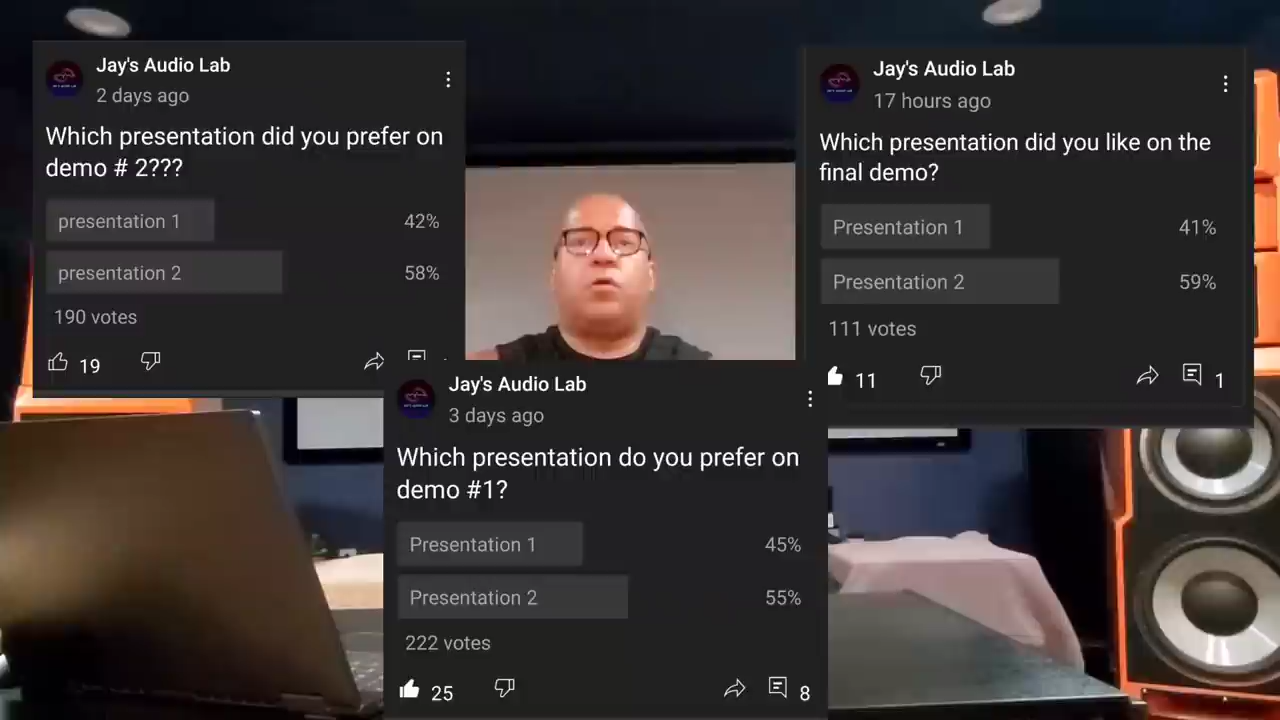 Jay's Audio Lab
2 days ago
Which presentation did you prefer on
demo # 2???
presentation 1 42%
presentation 2 58%
190 votes
19
Jay's Audio Lab
17 hours ago
Which presentation did you like on the
final demo?
Presentation 1 41%
Presentation 2 59%
111 votes
11 1
Jay's Audio Lab
3 days ago
Which presentation do you prefer on
demo #1?
Presentation 1 45%
Presentation 2 55%
222 votes
25 8